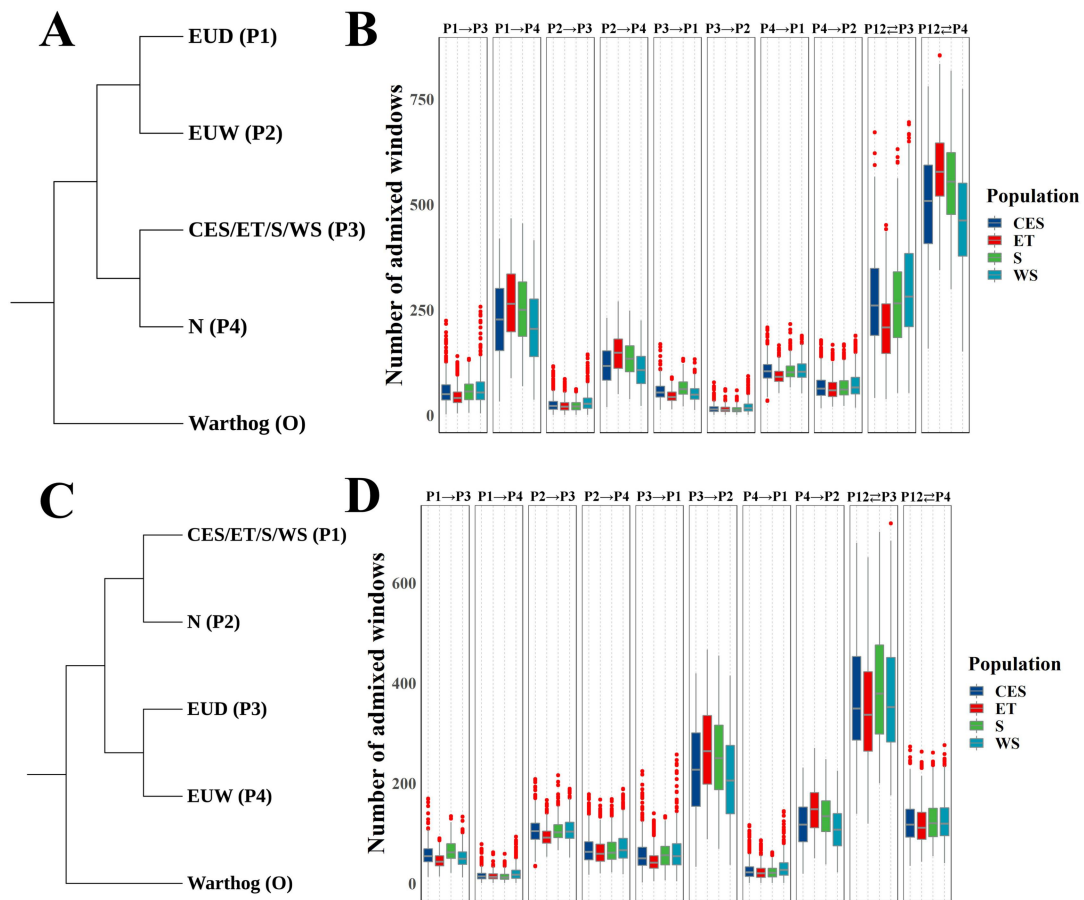 A
EUD (P1)
EUW (P2)
CES/ET/S/WS (P3)
N (P4)
Warthog (O)
B
P1→P3 P1→P4 P2→P3 P2→P4 P3→P1 P3→P2 P4→P1 P4→P2 P12⇄P3 P12⇄P4
Number of admixed windows
750
500
250
0
Population
CES
ET
S
WS
C
CES/ET/S/WS (P1)
N (P2)
EUD (P3)
EUW (P4)
Warthog (O)
D
P1→P3 P1→P4 P2→P3 P2→P4 P3→P1 P3→P2 P4→P1 P4→P2 P12⇄P3 P12⇄P4
Number of admixed windows
600
400
200
0
Population
CES
ET
S
WS